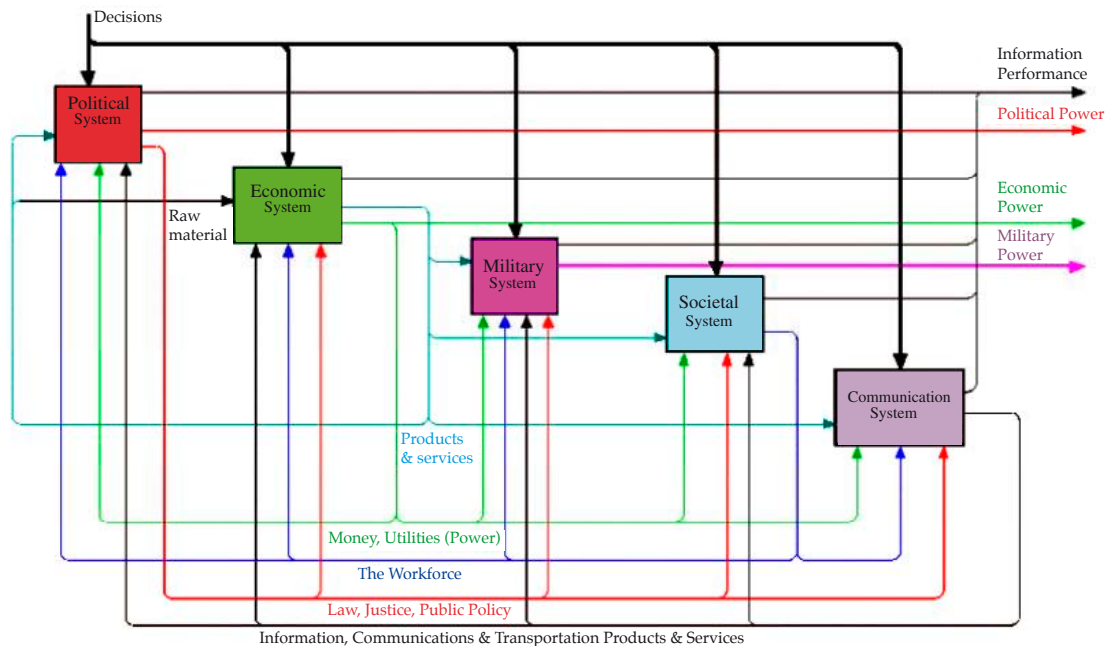 Decisions
Information
Performance
Political
System
Political Power
Economic
System
Economic
Power
Raw
material
Military
Power
Military
System
Societal
System
Communication
System
Products
& services
Money, Utilities (Power)
The Workforce
Law, Justice, Public Policy
Information, Communications & Transportation Products & Services